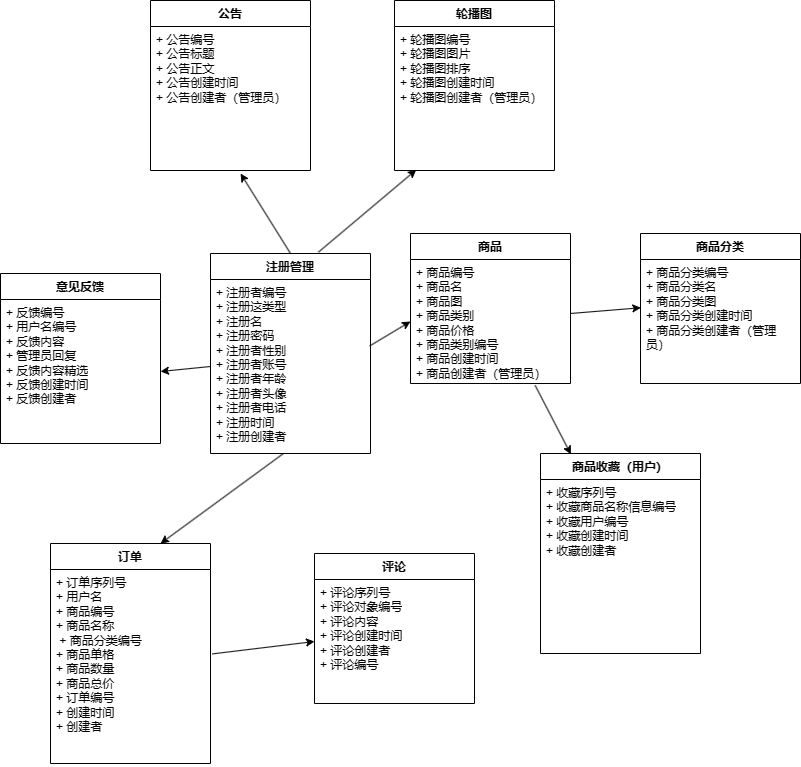 公告
+ 公告编号
+ 公告标题
+ 公告正文
+ 公告创建时间
+ 公告创建者（管理员）
轮播图
+ 轮播图编号
+ 轮播图图片
+ 轮播图排序
+ 轮播图创建时间
+ 轮播图创建者（管理员）
意见反馈
+ 反馈编号
+ 用户名编号
+ 反馈内容
+ 管理员回复
+ 反馈内容精选
+ 反馈创建时间
+ 反馈创建者
注册管理
+ 注册者编号
+ 注册这类型
+ 注册名
+ 注册密码
+ 注册者性别
+ 注册者账号
+ 注册者年龄
+ 注册者头像
+ 注册者电话
+ 注册时间
+ 注册创建者
商品
+ 商品编号
+ 商品名
+ 商品图
+ 商品类别
+ 商品价格
+ 商品类别编号
+ 商品创建时间
+ 商品创建者（管理员）
商品分类
+ 商品分类编号
+ 商品分类名
+ 商品分类图
+ 商品分类创建时间
+ 商品分类创建者（管理
员）
商品收藏（用户）
+ 收藏序列号
+ 收藏商品名称信息编号
+ 收藏用户编号
+ 收藏创建时间
+ 收藏创建者
订单
+ 订单序列号
+ 用户名
+ 商品编号
+ 商品名称
+ 商品分类编号
+ 商品单格
+ 商品数量
+ 商品总价
+ 订单编号
+ 创建时间
+ 创建者
评论
+ 评论序列号
+ 评论对象编号
+ 评论内容
+ 评论创建时间
+ 评论创建者
+ 评论编号